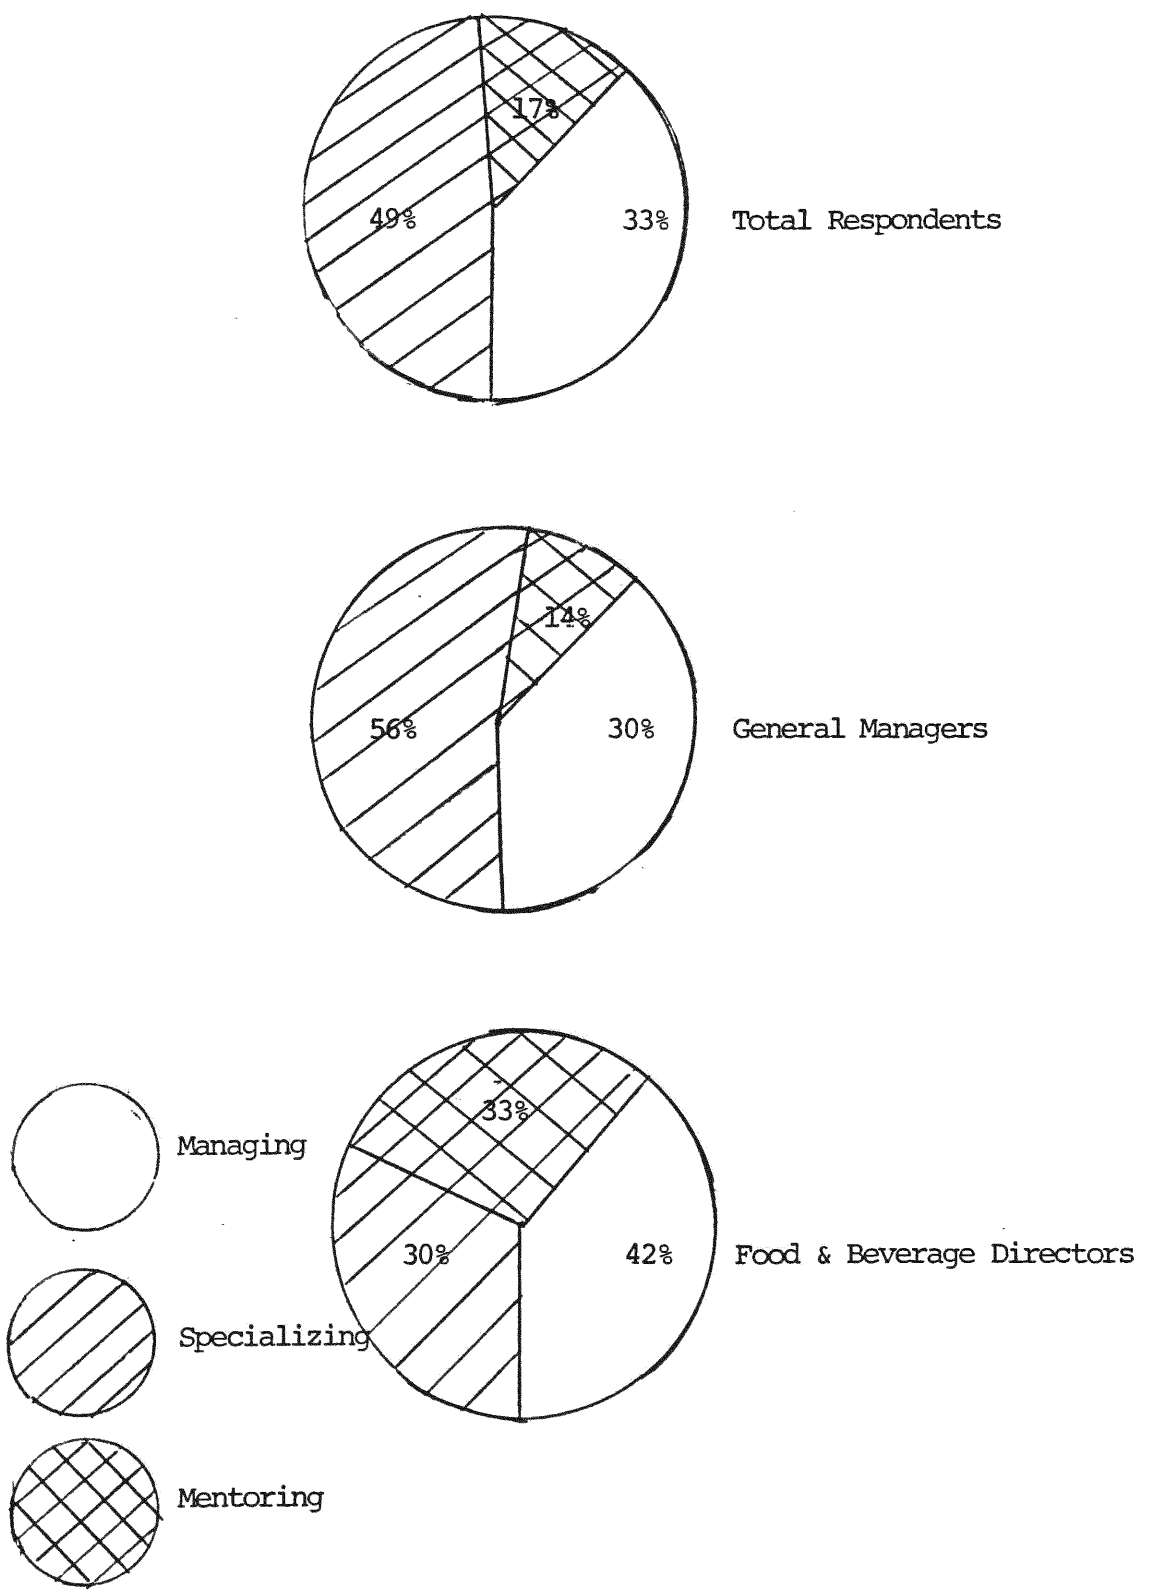 17%
49%
33%
Total Respondents
14%
56%
30%
General Managers
33%
Managing
30%
42%
Food & Beverage Directors
Specializing
Mentoring